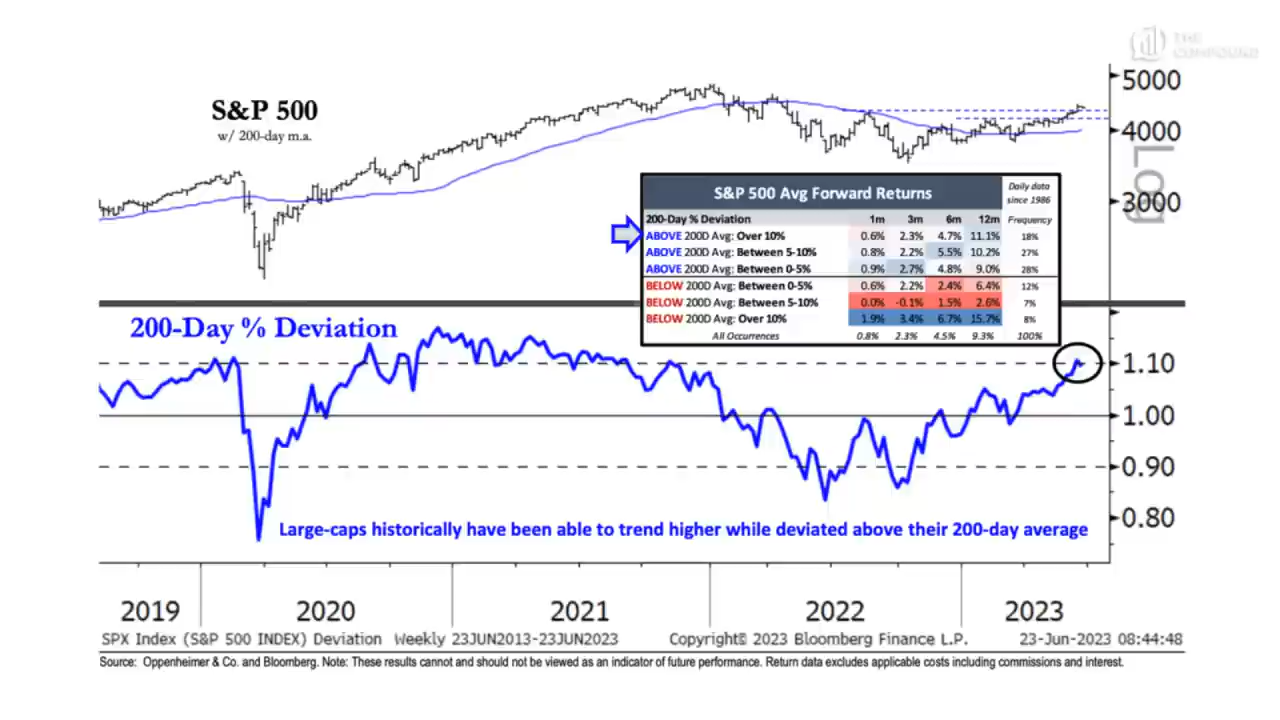 THE
COMPOUND
S&P 500
w/ 200-day m.a.
5000
4000
3000
Log
S&P 500 Avg Forward Returns
Daily data
since 1986
200-Day % Deviation 1m 3m 6m 12m Frequency
ABOVE 200D Avg: Over 10% 0.6% 2.3% 4.7% 11.1% 18%
ABOVE 200D Avg: Between 5-10% 0.8% 2.2% 5.5% 10.2% 27%
ABOVE 200D Avg: Between 0-5% 0.9% 2.7% 4.8% 9.0% 28%
BELOW 200D Avg: Between 0-5% 0.6% 2.2% 2.4% 6.4% 12%
BELOW 200D Avg: Between 5-10% 0.0% -0.1% 1.5% 2.6% 7%
BELOW 200D Avg: Over 10% 1.9% 3.4% 6.7% 15.7% 8%
All Occurrences 0.8% 2.3% 4.5% 9.3% 100%
200-Day % Deviation
1.10
1.00
0.90
0.80
Large-caps historically have been able to trend higher while deviated above their 200-day average
2019 2020 2021 2022 2023
SPX Index (S&P 500 INDEX) Deviation Weekly 23JUN2013-23JUN2023 Copyright© 2023 Bloomberg Finance L.P. 23-Jun-2023 08:44:48
Source: Oppenheimer & Co. and Bloomberg. Note: These results cannot and should not be viewed as an indicator of future performance. Return data excludes applicable costs including commissions and interest.